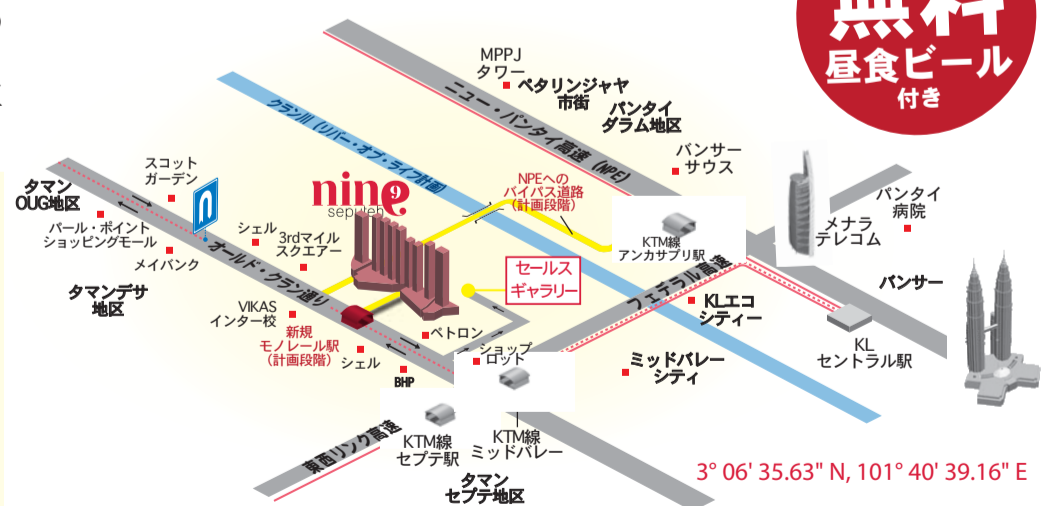 無料
昼食ビール
付き
MPPJ
タワー
ペタリンジャヤ
市街
パンタイ
ダラム地区
ニュー・パンタイ高速 (NPE)
バンサー
サウス
クラン川 (リバー・オブ・ライフ計画)
スコット
ガーデン
タマン
OUG地区
パール・ポイント
ショッピングモール
メイバンク
タマンデサ
地区
シェル
3rdマイル
スクエアー
nine
seputeh
NPEへの
バイパス道路
(計画段階)
KTM線
アンカサプリ駅
メナラ
テレコム
パンタイ
病院
バンサー
オールド・クラン通り
セールス
ギャラリー
フェデラル高速
KLエコ
シティー
KL
セントラル駅
VIKAS
インター校
新規
モノレール駅
(計画段階)
シェル
ペトロン
BHP
ショップ
ロット
ミッドバレー
シティ
東西リンク高速
KTM線
セプテ駅
KTM線
ミッドバレー
タマン
セプテ地区
3° 06' 35.63" N, 101° 40' 39.16" E